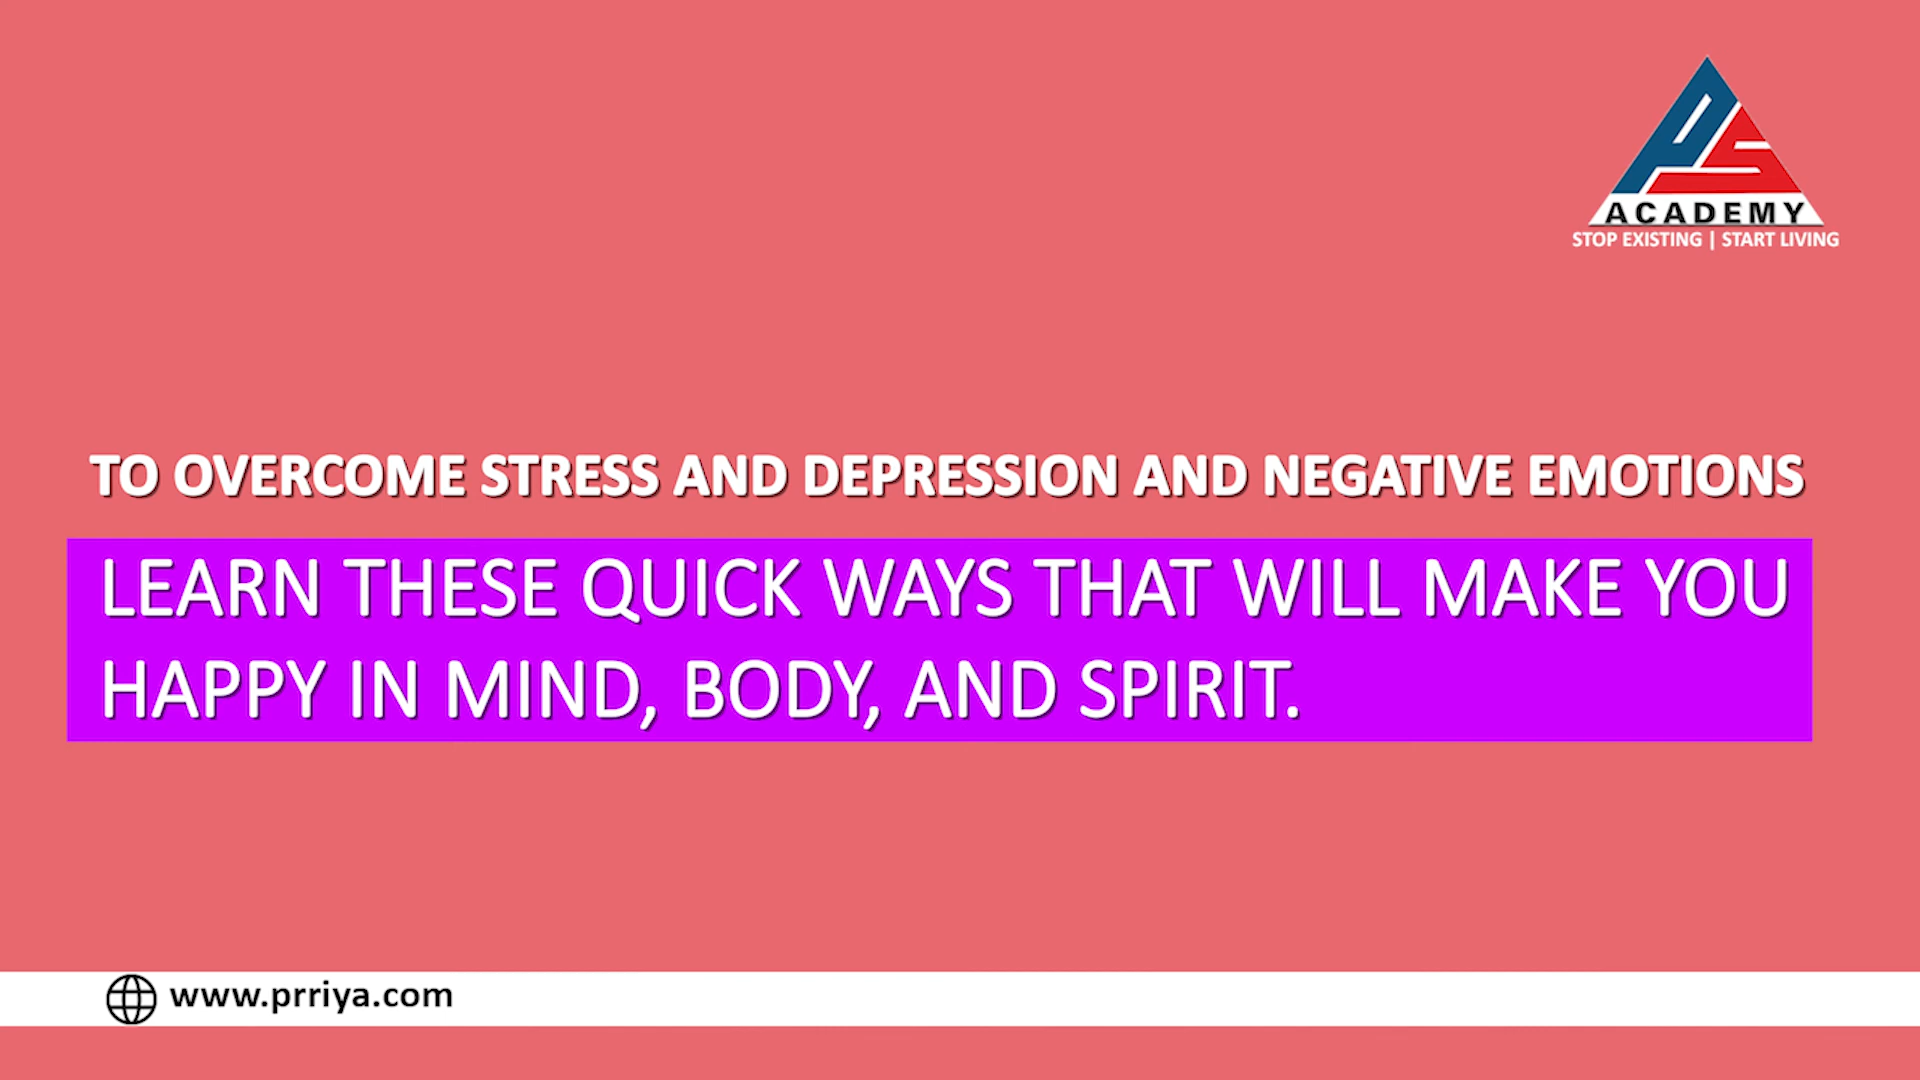 PS
ACADEMY
STOP EXISTING | START LIVING
TO OVERCOME STRESS AND DEPRESSION AND NEGATIVE EMOTIONS
LEARN THESE QUICK WAYS THAT WILL MAKE YOU
HAPPY IN MIND, BODY, AND SPIRIT.
www.prriya.com